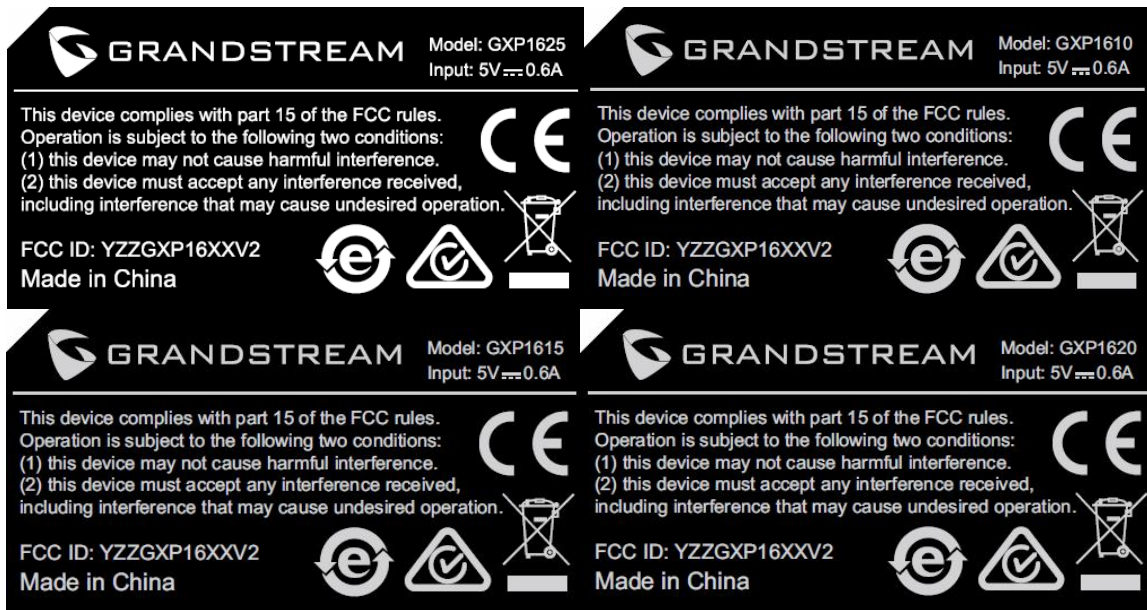 GRANDSTREAM
Model: GXP1625
Input: 5V⎓0.6A
This device complies with part 15 of the FCC rules.
Operation is subject to the following two conditions:
(1) this device may not cause harmful interference.
(2) this device must accept any interference received,
including interference that may cause undesired operation.
CE
FCC ID: YZZGXP16XXV2
Made in China
e
GRANDSTREAM
Model: GXP1610
Input: 5V⎓0.6A
This device complies with part 15 of the FCC rules.
Operation is subject to the following two conditions:
(1) this device may not cause harmful interference.
(2) this device must accept any interference received,
including interference that may cause undesired operation.
CE
FCC ID: YZZGXP16XXV2
Made in China
e
GRANDSTREAM
Model: GXP1615
Input: 5V⎓0.6A
This device complies with part 15 of the FCC rules.
Operation is subject to the following two conditions:
(1) this device may not cause harmful interference.
(2) this device must accept any interference received,
including interference that may cause undesired operation.
CE
FCC ID: YZZGXP16XXV2
Made in China
e
GRANDSTREAM
Model: GXP1620
Input: 5V⎓0.6A
This device complies with part 15 of the FCC rules.
Operation is subject to the following two conditions:
(1) this device may not cause harmful interference.
(2) this device must accept any interference received,
including interference that may cause undesired operation.
CE
FCC ID: YZZGXP16XXV2
Made in China
e